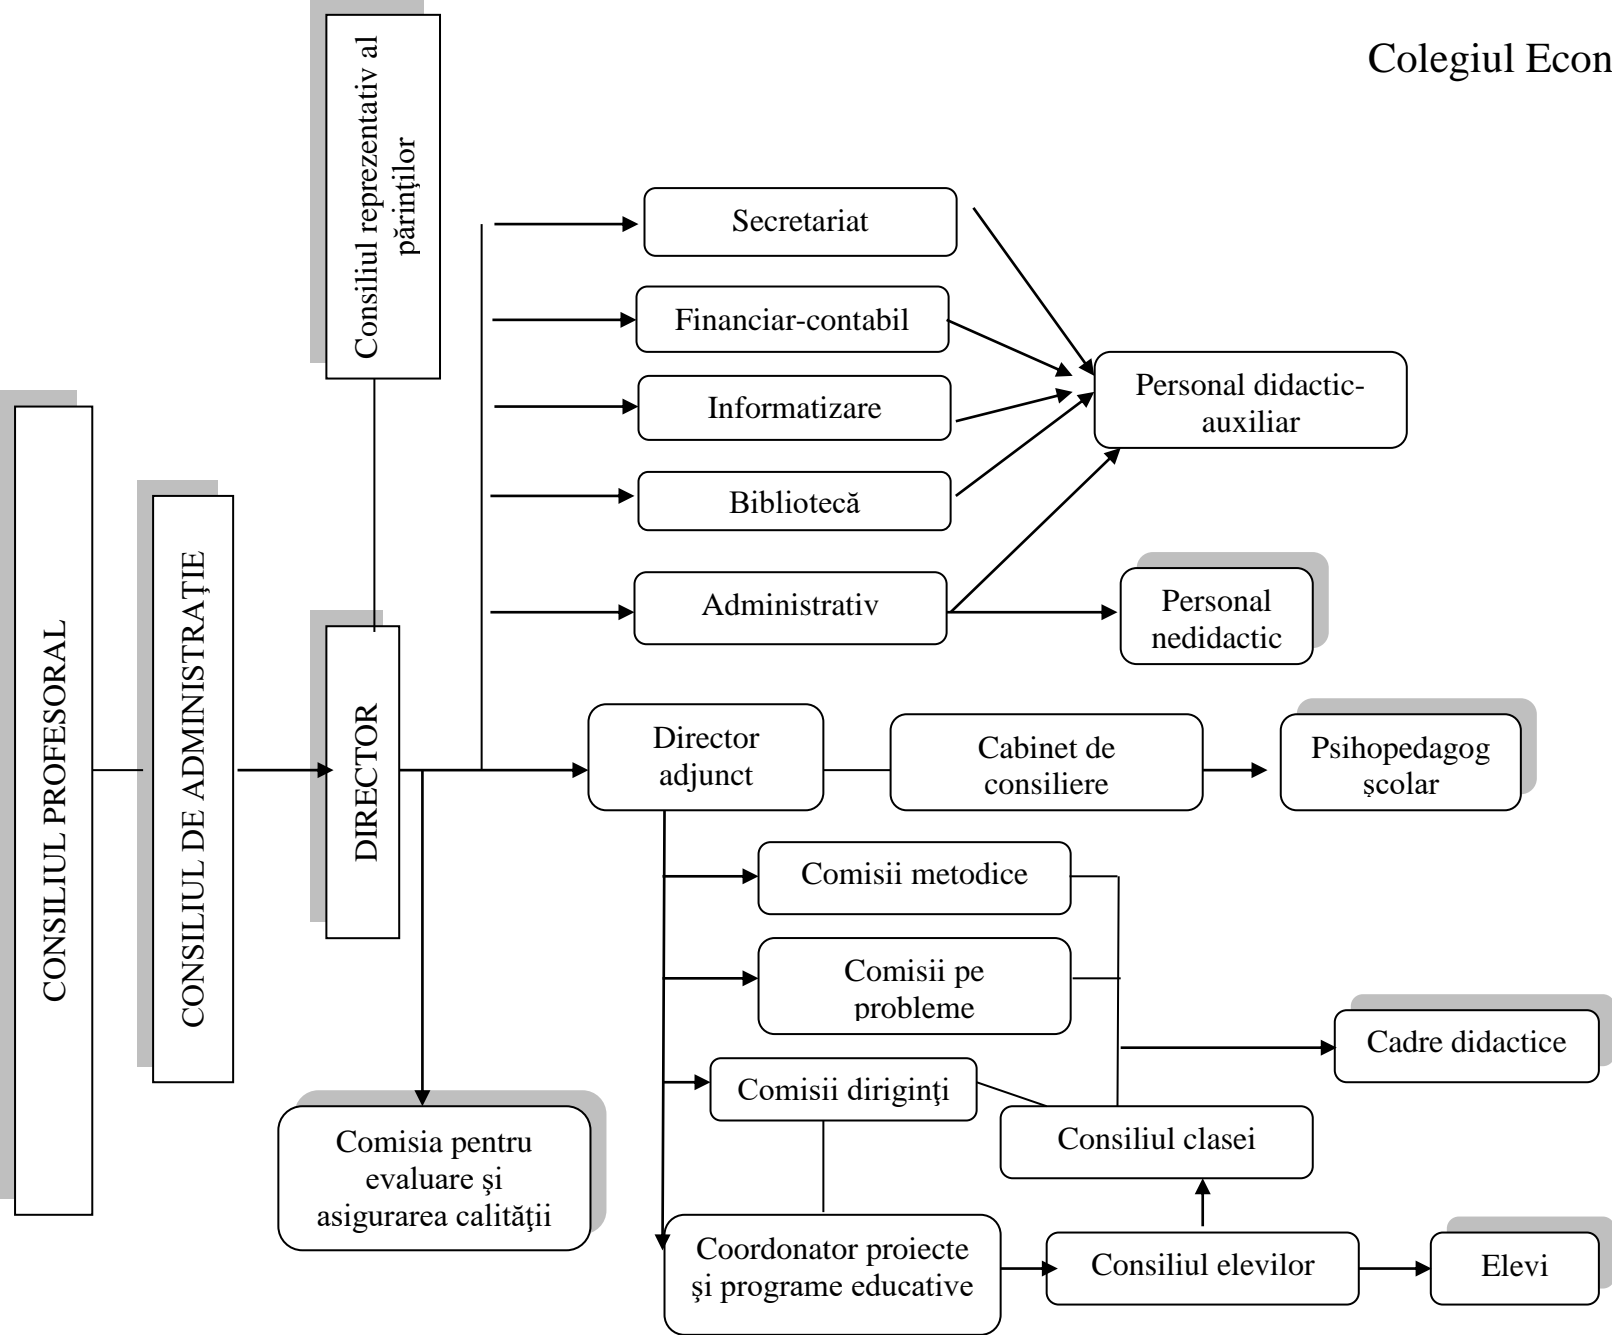 Colegiul Econ
Consiliul reprezentativ al
părinţilor
Secretariat
Financiar-contabil
Informatizare
Bibliotecă
Administrativ
Personal didactic-
auxiliar
Personal
nedidactic
CONSILIUL PROFESORAL
CONSILIUL DE ADMINISTRAŢIE
DIRECTOR
Director
adjunct
Cabinet de
consiliere
Psihopedagog
şcolar
Comisii metodice
Comisii pe
probleme
Cadre didactice
Comisii diriginţi
Consiliul clasei
Comisia pentru
evaluare şi
asigurarea calităţii
Coordonator proiecte
şi programe educative
Consiliul elevilor
Elevi